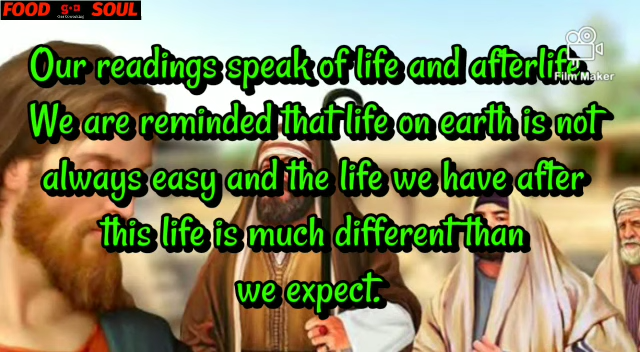 FOOD SOUL
Film Maker
Our readings speak of life and afterlife.
We are reminded that life on earth is not
always easy and the life we have after
this life is much different than
we expect.